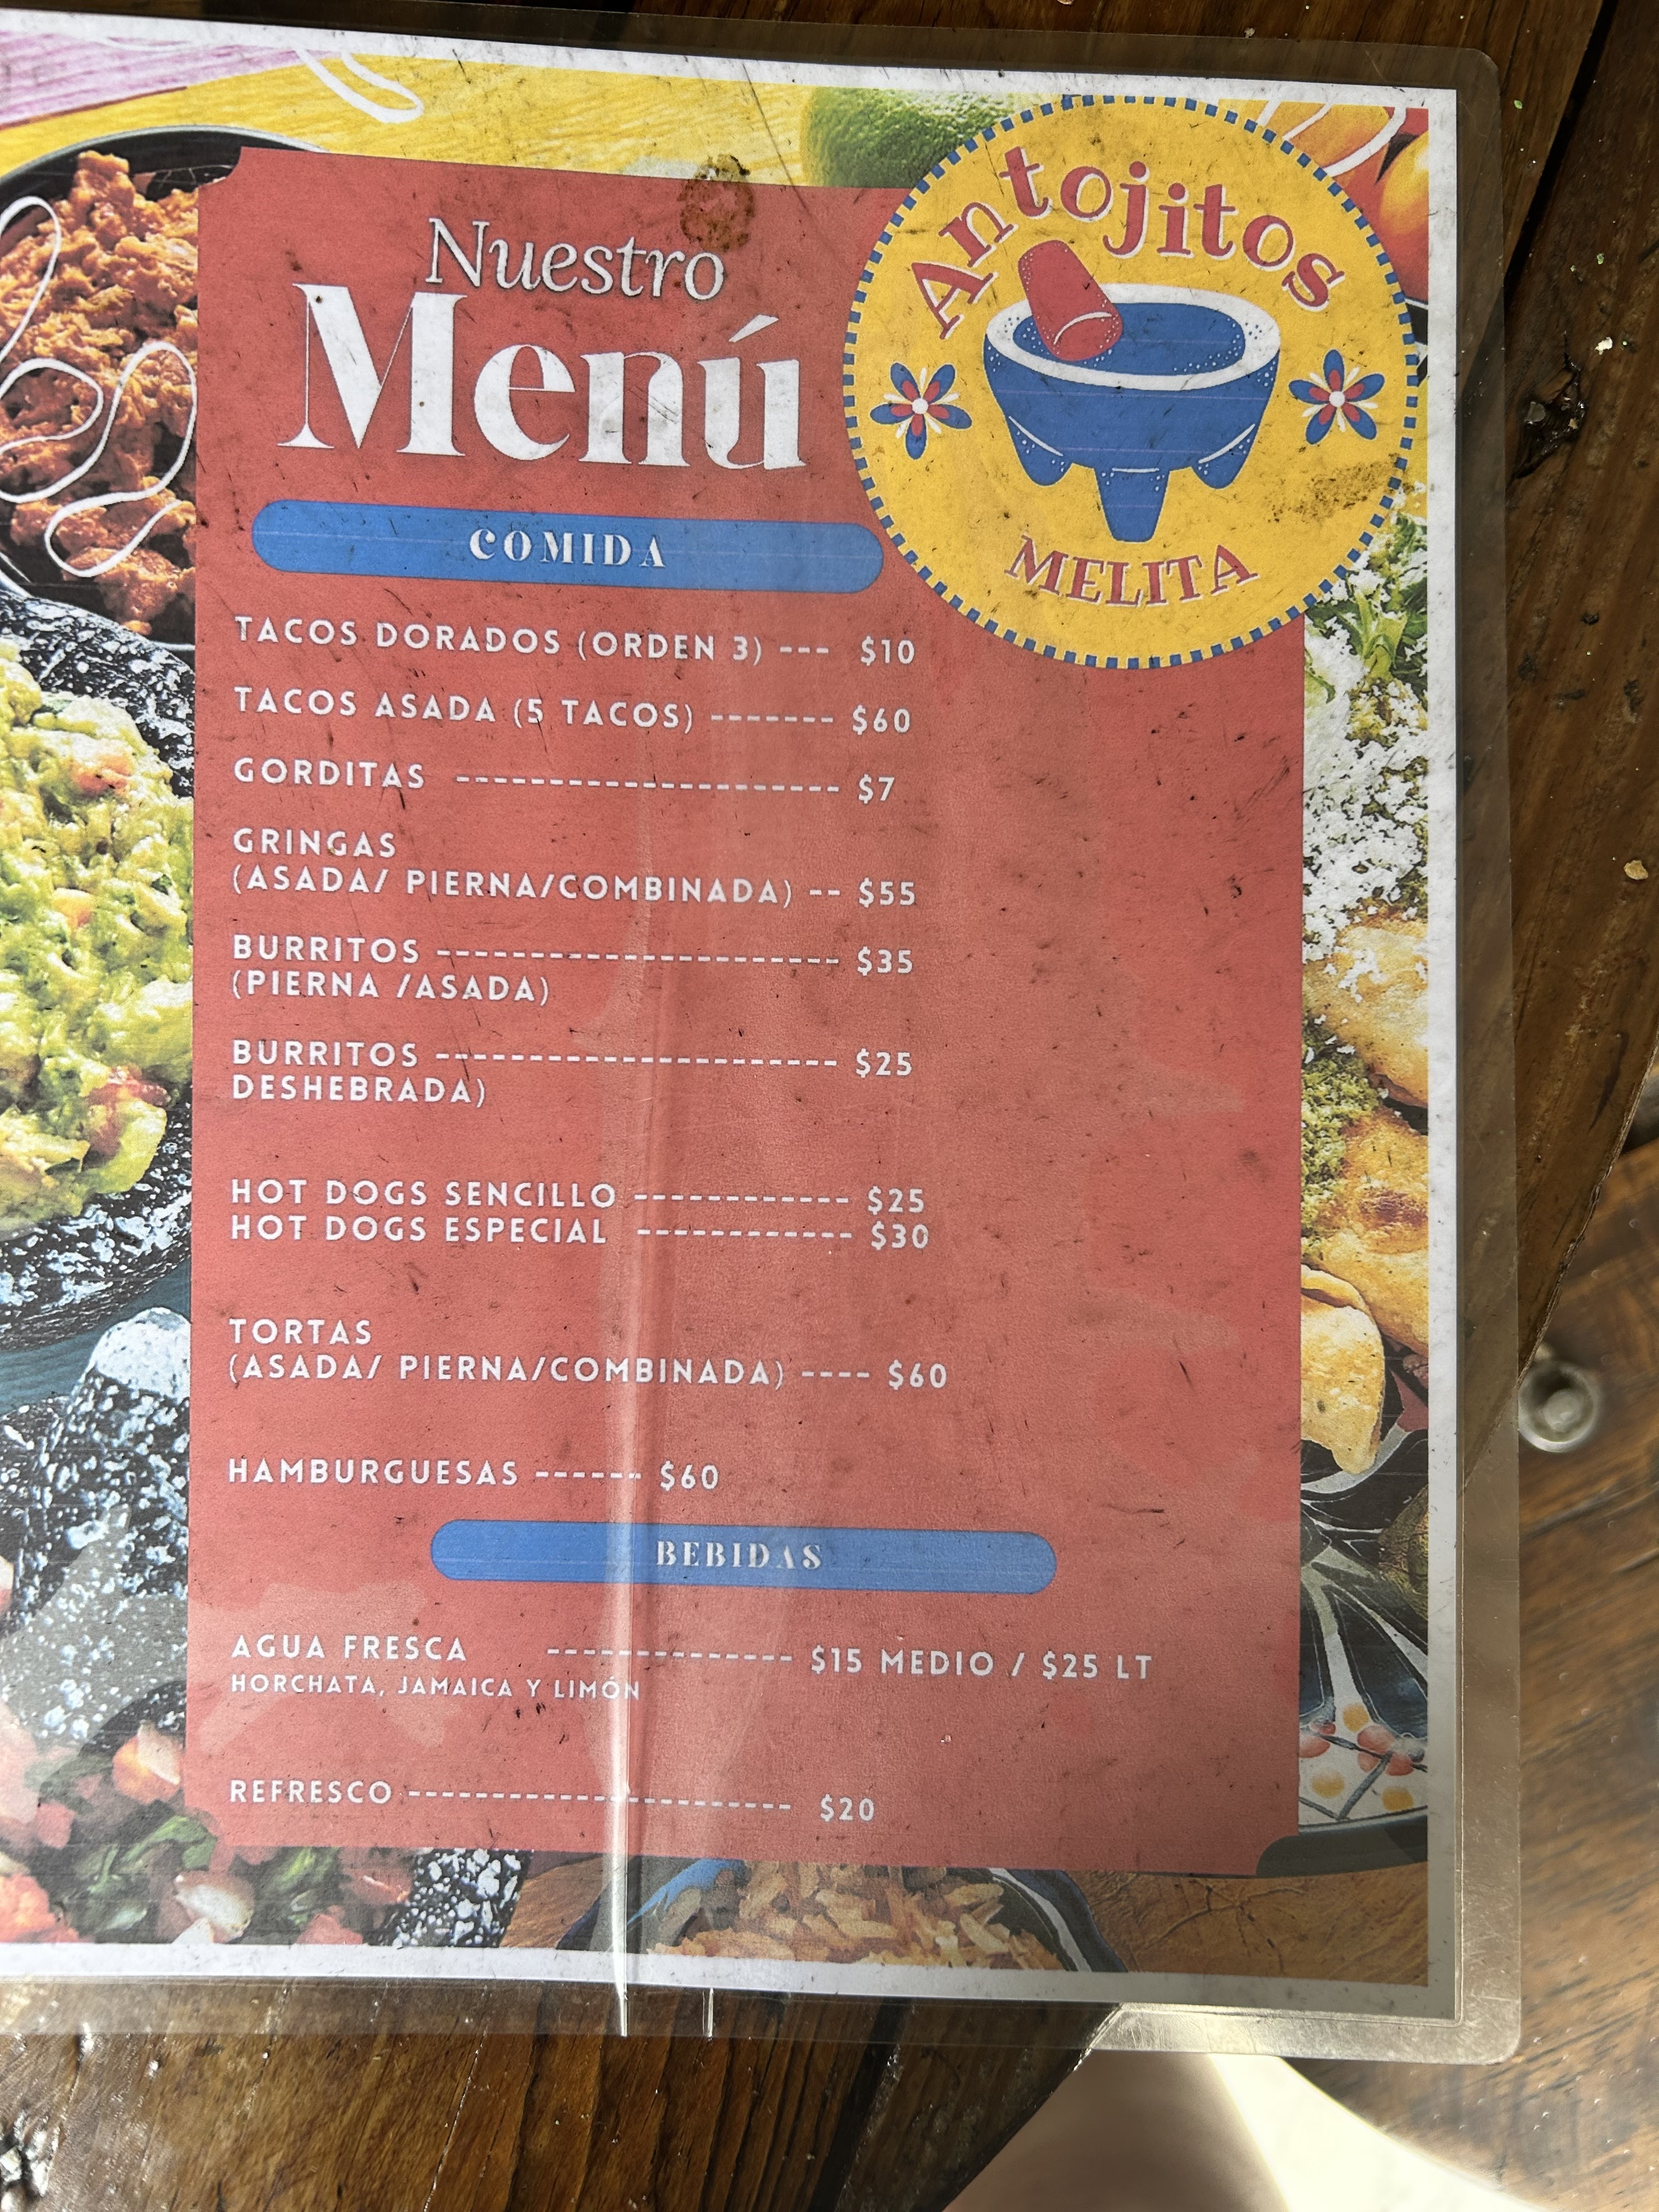 Nuestro
Menú
Antojitos
MELITA
COMIDA
TACOS DORADOS (ORDEN 3) --- $10
TACOS ASADA (5 TACOS) ------- $60
GORDITAS --------------------- $7
GRINGAS
(ASADA/ PIERNA/COMBINADA) -- $55
BURRITOS ---------------------- $35
(PIERNA /ASADA)
BURRITOS ---------------------- $25
DESHEBRADA)
HOT DOGS SENCILLO ------------ $25
HOT DOGS ESPECIAL ------------ $30
TORTAS
(ASADA/ PIERNA/COMBINADA) ---- $60
HAMBURGUESAS ------ $60
BEBIDAS
AGUA FRESCA -------------- $15 MEDIO / $25 LT
HORCHATA, JAMAICA Y LIMÓN
REFRESCO ---------------------- $20